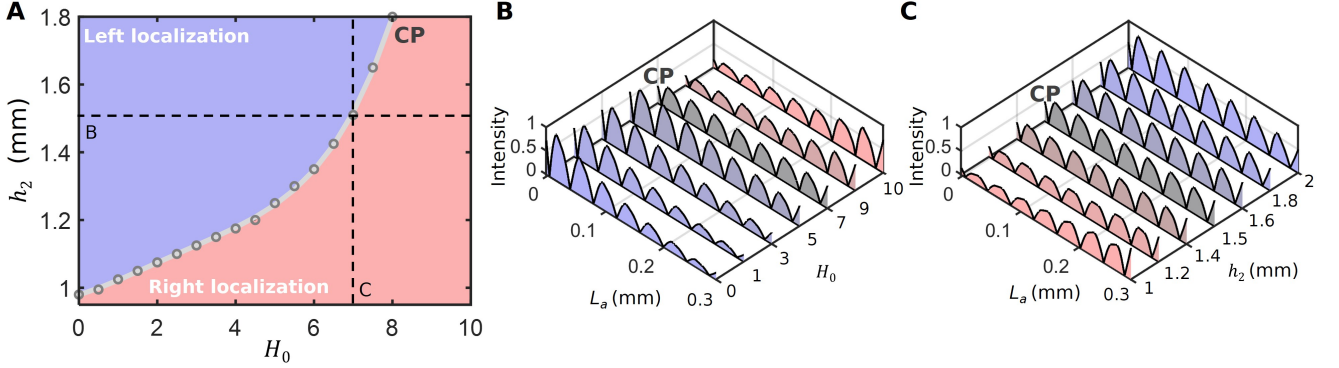 A
1.8
1.6
1.4
1.2
1
h₂ (mm)
Left localization
CP
B
Right localization
C
0 2 4 6 8 10
H₀
B
CP
Intensity
1
0.5
0
0
0.1
0.2
0.3
Lₐ (mm)
0
1
3
5
7
9
10
H₀
C
CP
Intensity
1
0.5
0
0
0.1
0.2
0.3
Lₐ (mm)
1
1.2
1.4
1.5
1.6
1.8
2
h₂ (mm)